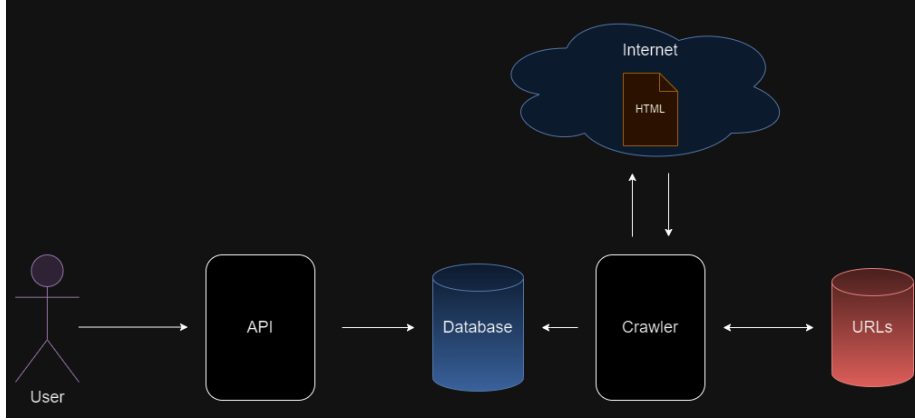 Internet
HTML
API
Database
Crawler
URLs
User